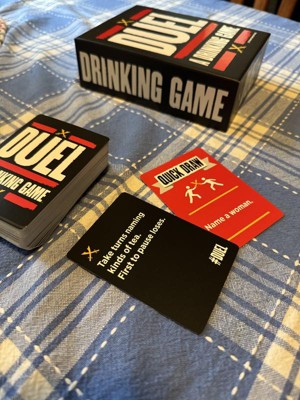 DUEL
A DRINKING GAME
DRINKING GAME
DUEL
DRINKING GAME
QUICK DRAW
Name a woman.
Take turns naming
kinds of tea.
First to pause loses.
#DUEL